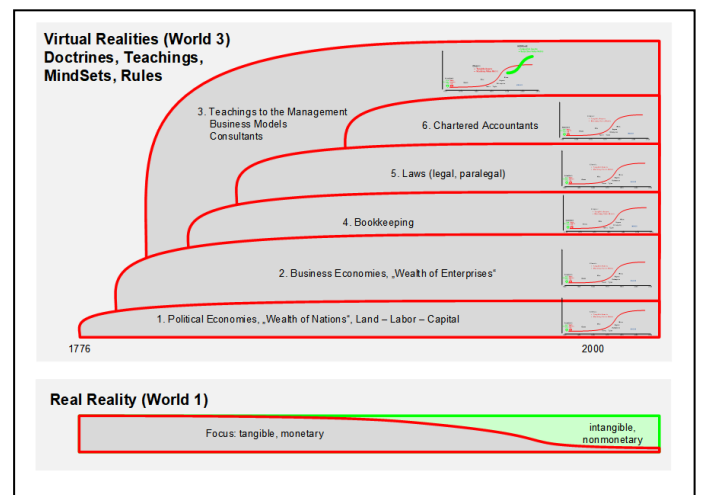 Virtual Realities (World 3)
Doctrines, Teachings,
MindSets, Rules
3. Teachings to the Management
Business Models
Consultants
6. Chartered Accountants
5. Laws (legal, paralegal)
4. Bookkeeping
2. Business Economies, „Wealth of Enterprises“
1. Political Economies, „Wealth of Nations“, Land – Labor – Capital
1776
2000
Real Reality (World 1)
Focus: tangible, monetary
intangible,
nonmonetary